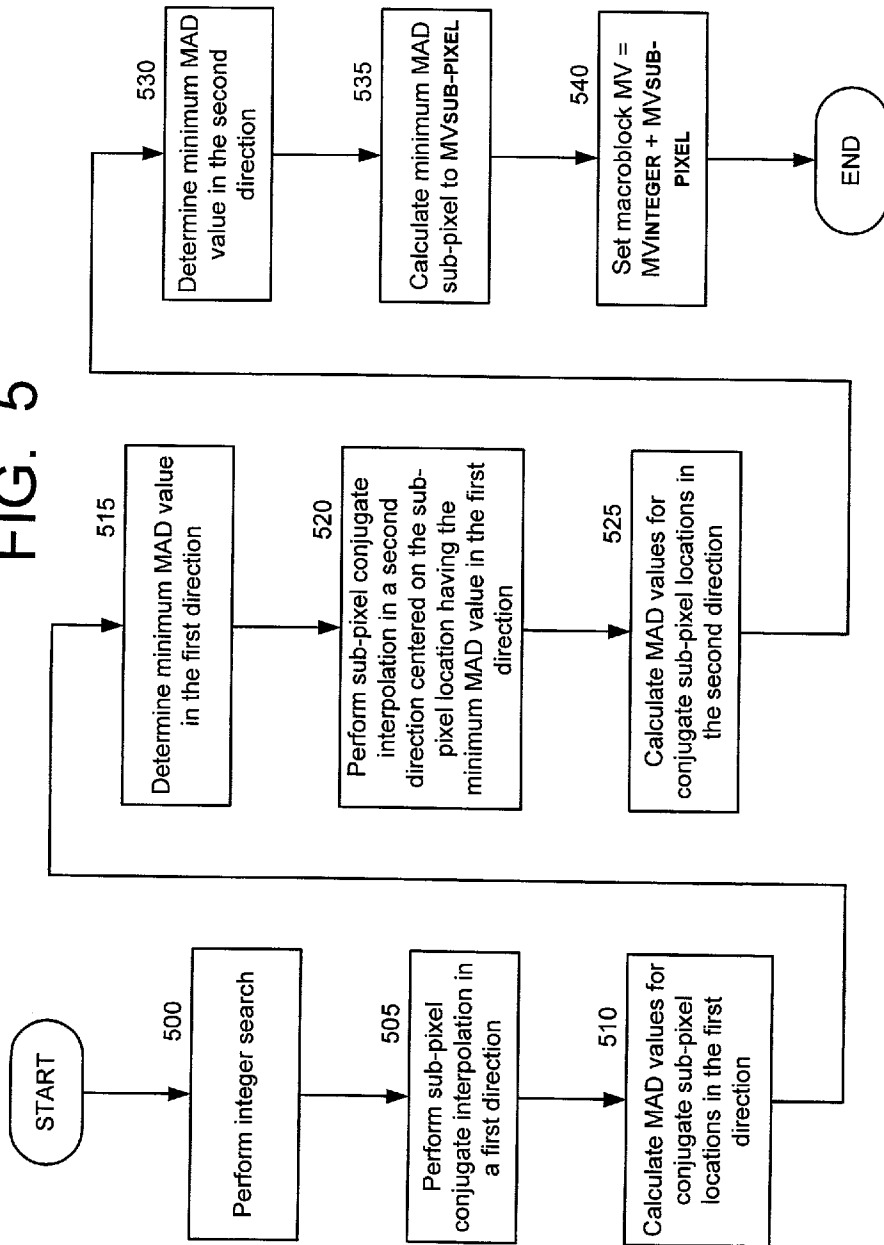 FIG. 5
START
500
Perform integer search
505
Perform sub-pixel
conjugate interpolation in
a first direction
510
Calculate MAD values for
conjugate sub-pixel
locations in the first
direction
515
Determine minimum MAD value
in the first direction
520
Perform sub-pixel conjugate
interpolation in a second
direction centered on the sub-
pixel location having the
minimum MAD value in the first
direction
525
Calculate MAD values for
conjugate sub-pixel locations in
the second direction
530
Determine minimum MAD
value in the second
direction
535
Calculate minimum MAD
sub-pixel to MVSUB-PIXEL
540
Set macroblock MV =
MVINTEGER + MVSUB-
PIXEL
END